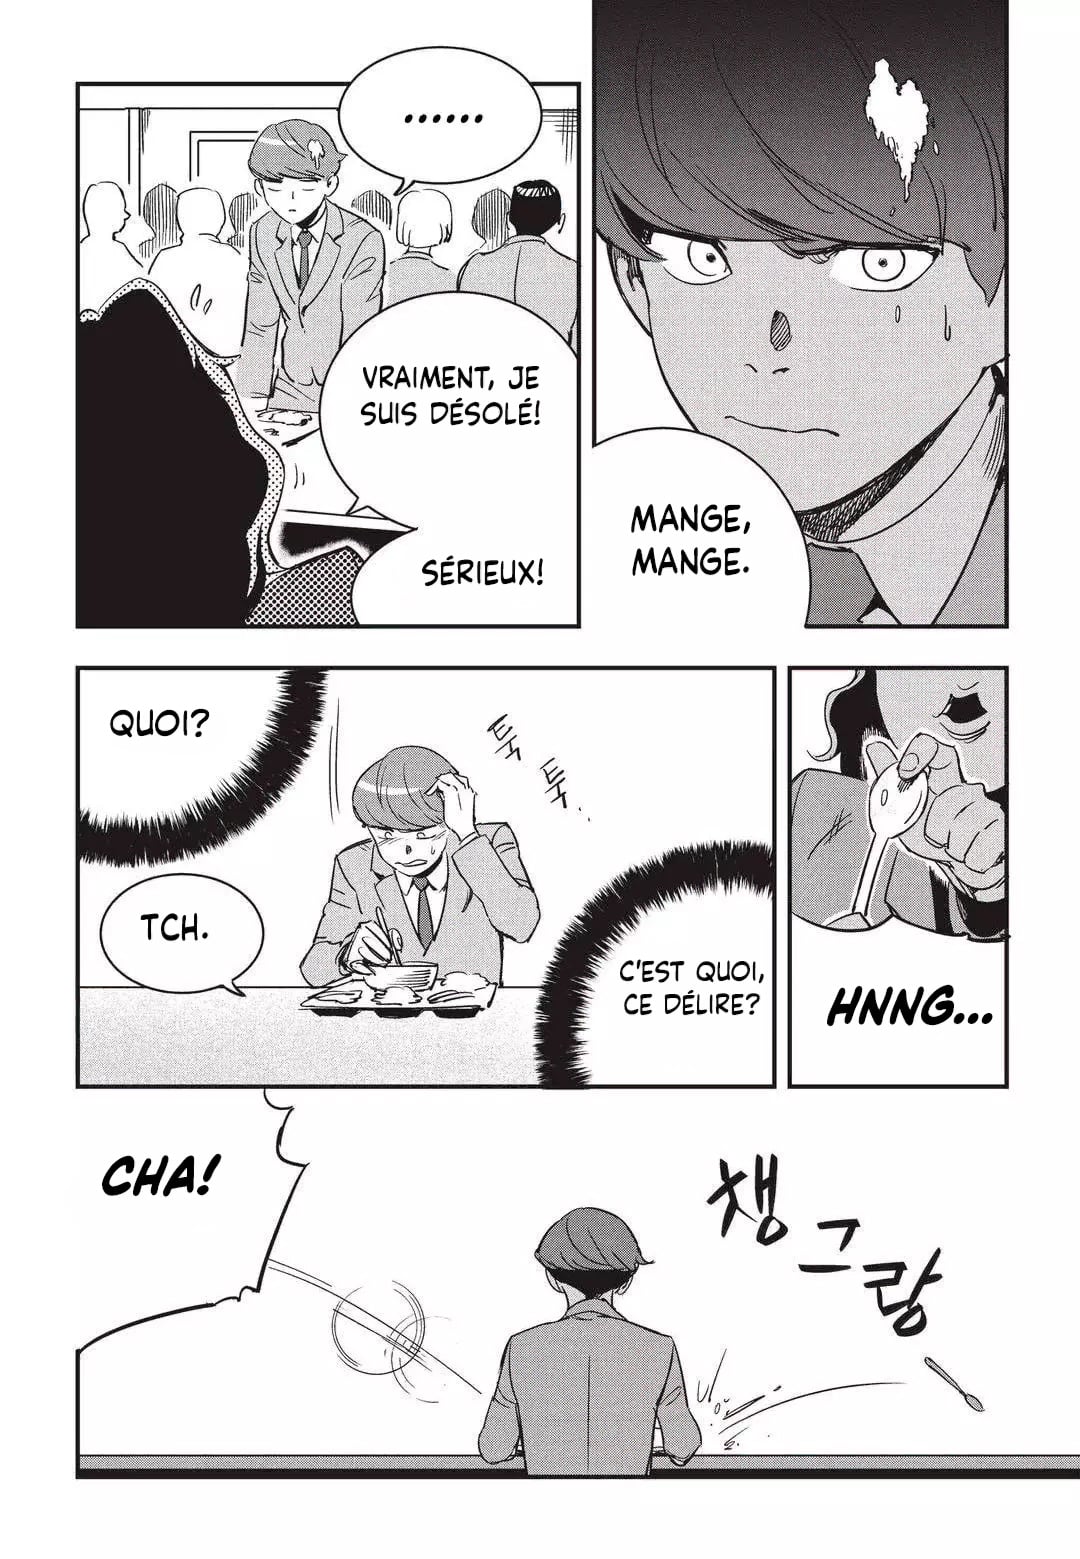 ......
VRAIMENT, JE
SUIS DÉSOLÉ!
SÉRIEUX!
MANGE,
MANGE.
QUOI?
툭
툭
TCH.
C'EST QUOI,
CE DÉLIRE?
HNNG...
CHA!
챙
그
랑